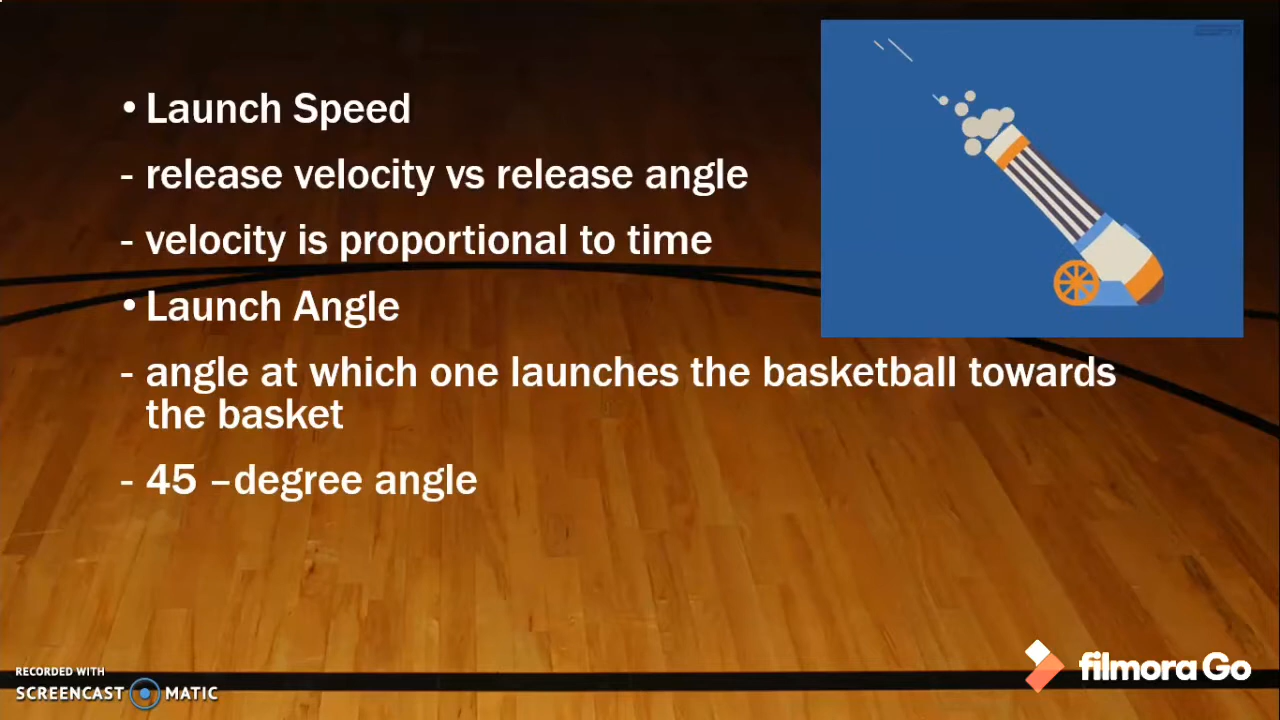 • Launch Speed
- release velocity vs release angle
- velocity is proportional to time
• Launch Angle
- angle at which one launches the basketball towards
the basket
- 45 –degree angle
RECORDED WITH
SCREENCAST MATIC
filmora Go